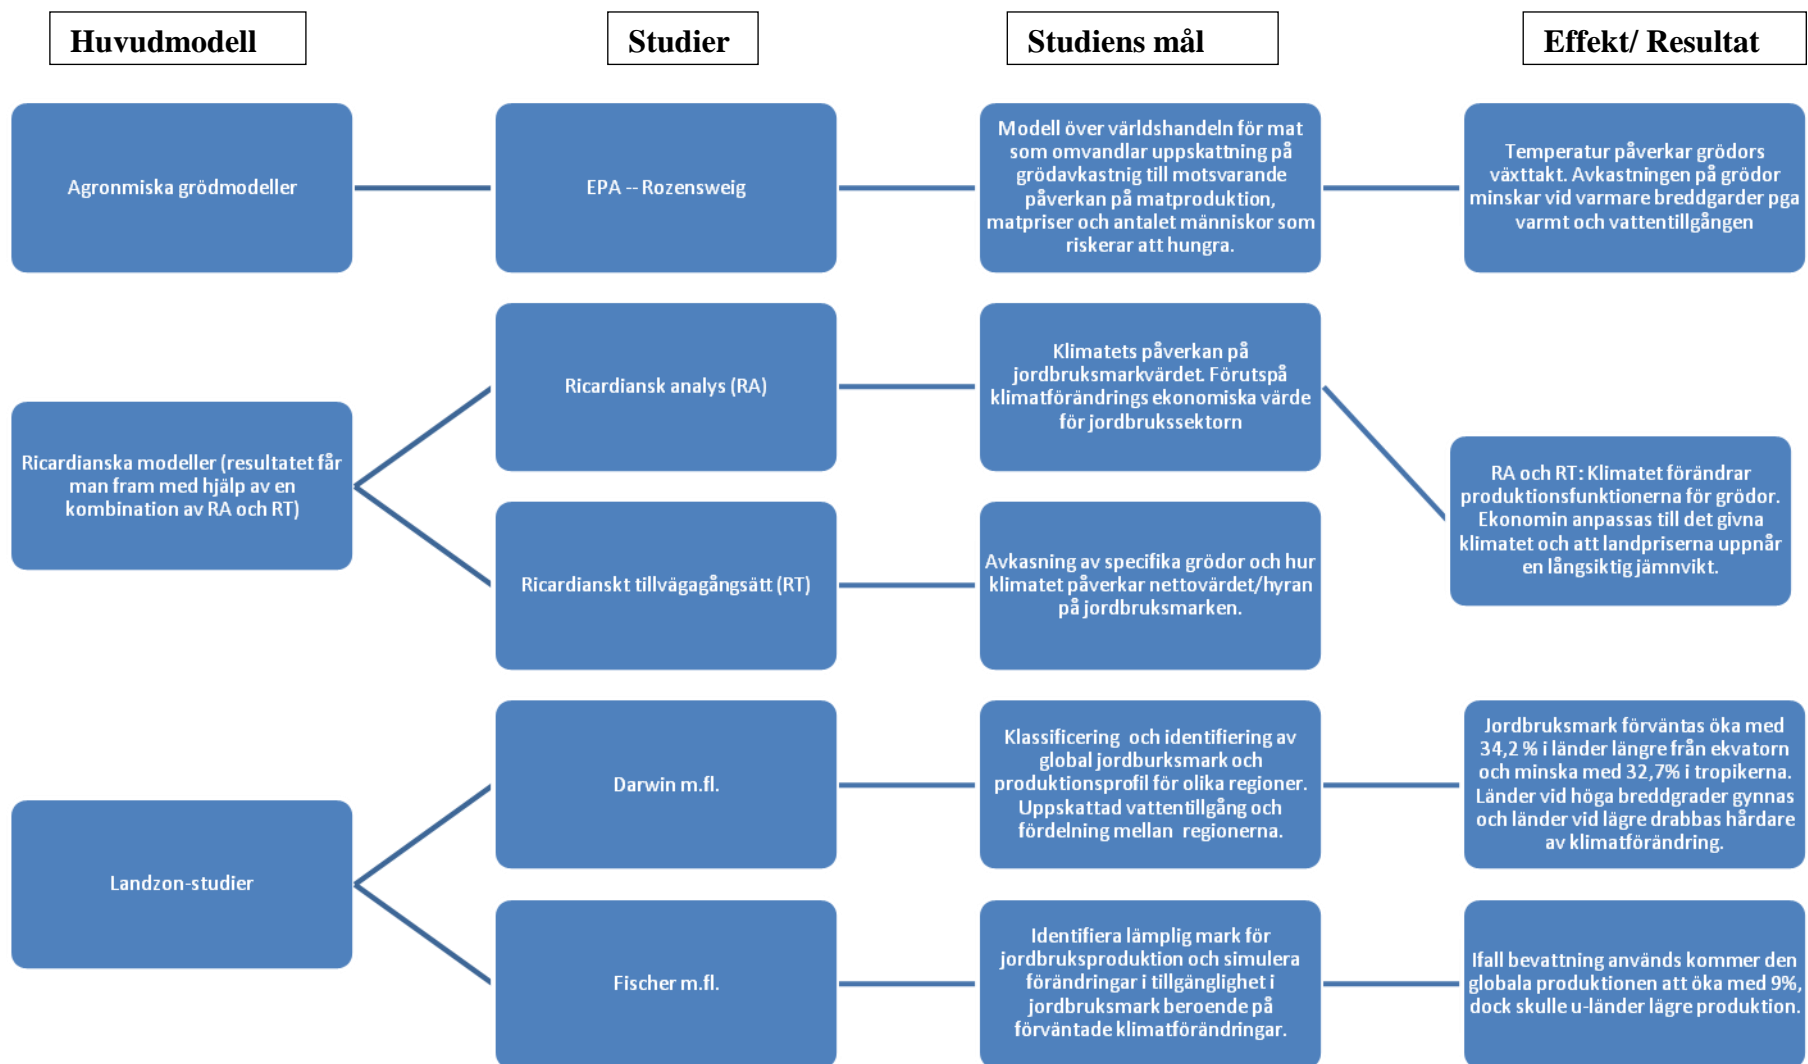 Huvudmodell
Studier
Studiens mål
Effekt/ Resultat
Agronmiska grödmodeller
EPA -- Rozensweig
Modell över världshandeln för mat
som omvandlar uppskattning på
grödavkastnig till motsvarande
påverkan på matproduktion,
matpriser och antalet människor som
riskerar att hungra.
Temperatur påverkar grödors
växttakt. Avkastningen på grödor
minskar vid varmare breddgarder pga
varmt och vattentillgången
Ricardianska modeller (resultatet får
man fram med hjälp av en
kombination av RA och RT)
Ricardiansk analys (RA)
Klimatets påverkan på
jordbruksmarkvärdet. Förutspå
klimatförändrings ekonomiska värde
för jordbrukssektorn
Ricardianskt tillvägagångsätt (RT)
Avkasning av specifika grödor och hur
klimatet påverkar nettovärdet/hyran
på jordbruksmarken.
RA och RT: Klimatet förändrar
produktionsfunktionerna för grödor.
Ekonomin anpassas till det givna
klimatet och att landpriserna uppnår
en långsiktig jämnvikt.
Landzon-studier
Darwin m.fl.
Klassificering och identifiering av
global jordburksmark och
produktionsprofil för olika regioner.
Uppskattad vattentillgång och
fördelning mellan regionerna.
Jordbruksmark förväntas öka med
34,2 % i länder längre från ekvatorn
och minska med 32,7% i tropikerna.
Länder vid höga breddgrader gynnas
och länder vid lägre drabbas hårdare
av klimatförändring.
Fischer m.fl.
Identifiera lämplig mark för
jordbruksproduktion och simulera
förändringar i tillgänglighet i
jordbruksmark beroende på
förväntade klimatförändringar.
Ifall bevattning används kommer den
globala produktionen att öka med 9%,
dock skulle u-länder lägre produktion.